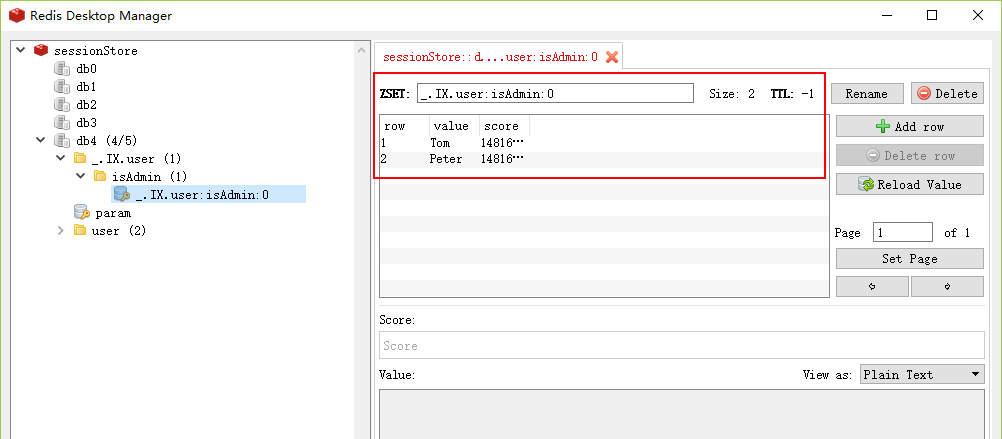 Redis Desktop Manager
sessionStore
db0
db1
db2
db3
db4 (4/5)
_.IX.user (1)
isAdmin (1)
_.IX.user:isAdmin:0
param
user (2)
sessionStore::d....user:isAdmin:0
ZSET: _.IX.user:isAdmin:0 Size: 2 TTL: -1 Rename Delete
row value score
1 Tom 14816…
2 Peter 14816…
Add row
Delete row
Reload Value
Page 1 of 1
Set Page
Score:
Score
Value: View as: Plain Text